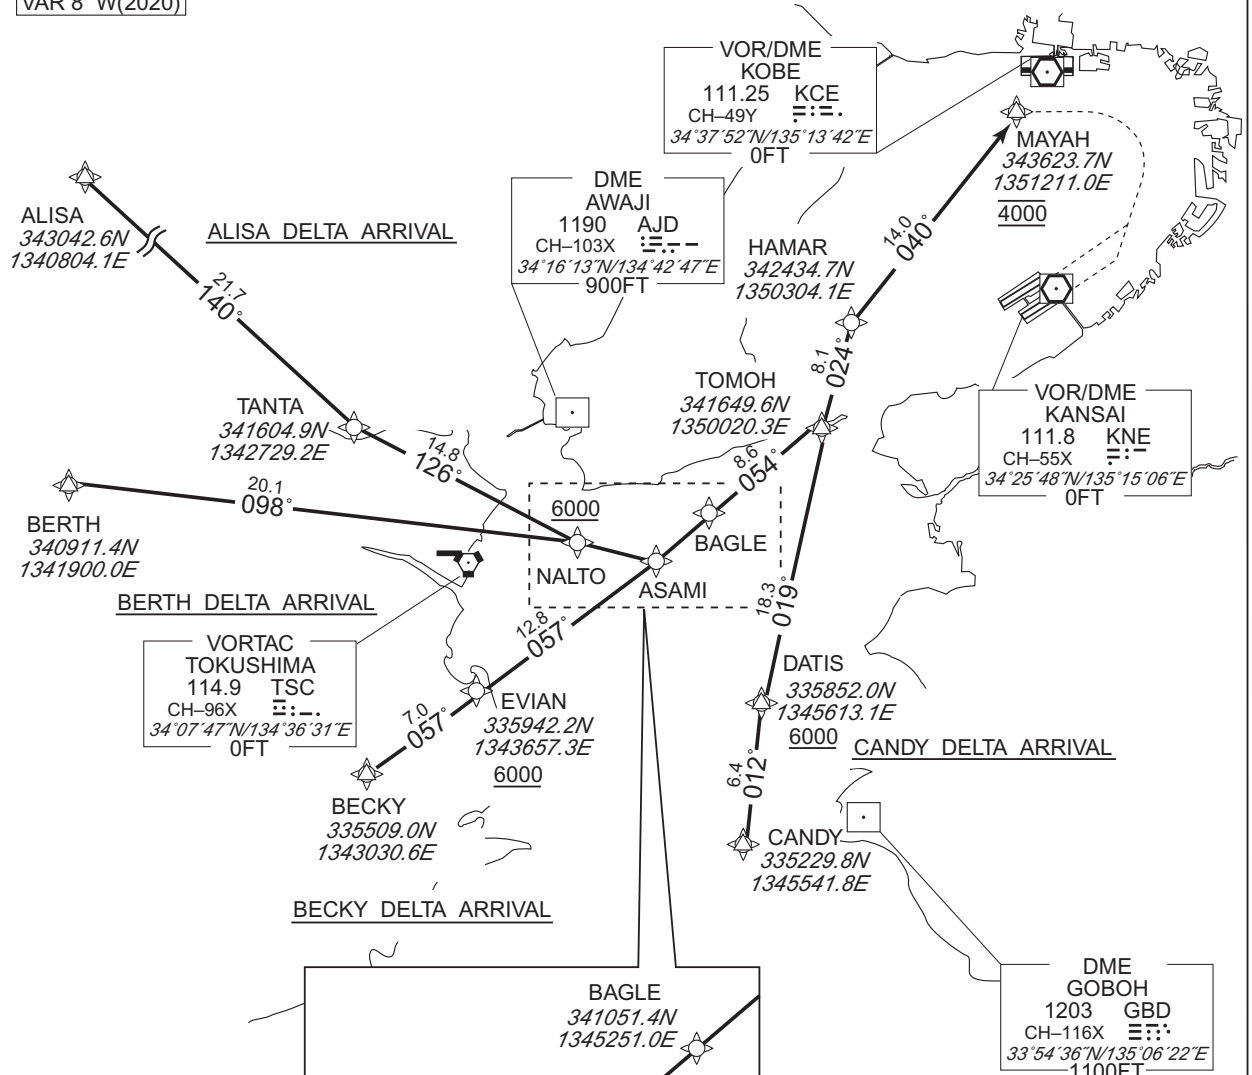 VAR 8° W(2020)
VOR/DME
KOBE
111.25 KCE
CH–49Y
34°37´52˝N/135°13´42˝E
0FT
MAYAH
343623.7N
1351211.0E
4000
DME
AWAJI
1190 AJD
CH–103X
34°16´13˝N/134°42´47˝E
900FT
ALISA
343042.6N
1340804.1E
ALISA DELTA ARRIVAL
HAMAR
342434.7N
1350304.1E
14.0
040°
21.7
140°
8.1
024°
TOMOH
341649.6N
1350020.3E
VOR/DME
KANSAI
111.8 KNE
CH–55X
34°25´48˝N/135°15´06˝E
0FT
TANTA
341604.9N
1342729.2E
14.8
126°
8.6
054°
20.1
098°
6000
BERTH
340911.4N
1341900.0E
BAGLE
NALTO
ASAMI
BERTH DELTA ARRIVAL
18.3
019°
12.8
057°
VORTAC
TOKUSHIMA
114.9 TSC
CH–96X
34°07´47˝N/134°36´31˝E
0FT
DATIS
335852.0N
1345613.1E
6000
EVIAN
335942.2N
1343657.3E
6000
7.0
057°
CANDY DELTA ARRIVAL
6.4
012°
BECKY
335509.0N
1343030.6E
CANDY
335229.8N
1345541.8E
BECKY DELTA ARRIVAL
BAGLE
341051.4N
1345251.0E
DME
GOBOH
1203 GBD
CH–116X
33°54´36˝N/135°06´22˝E
1100FT